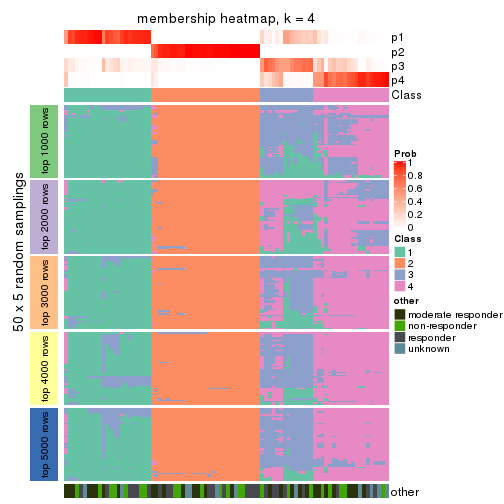 membership heatmap, k = 4
p1
p2
p3
p4
Class
50 x 5 random samplings
top 1000 rows
top 2000 rows
top 3000 rows
top 4000 rows
top 5000 rows
other
Prob
1
0.8
0.6
0.4
0.2
0
Class
1
2
3
4
other
moderate responder
non-responder
responder
unknown